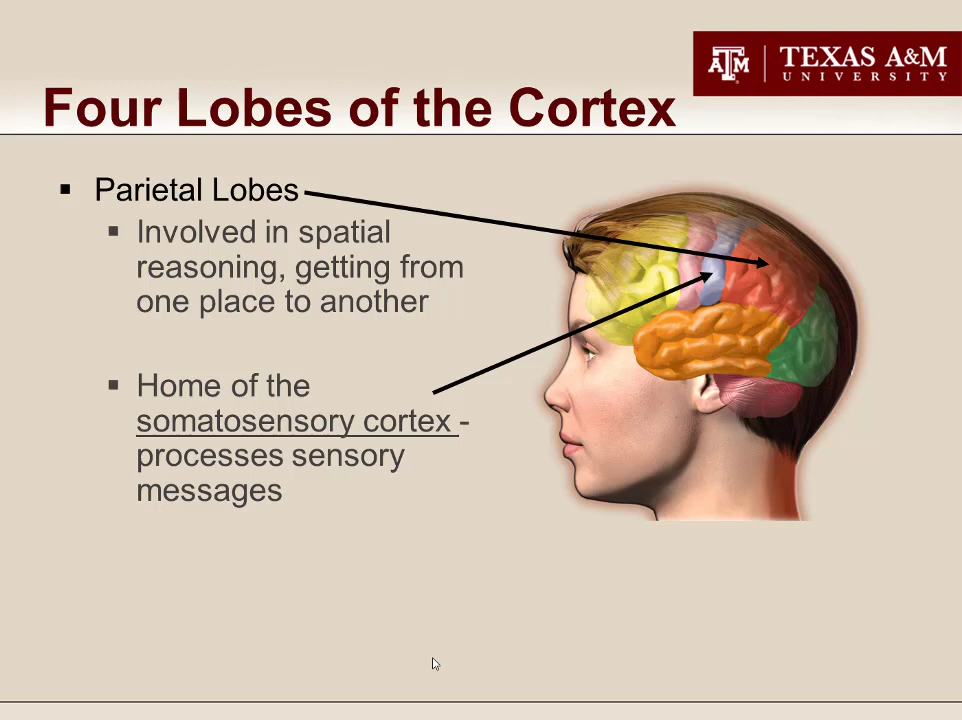 TEXAS A&M
UNIVERSITY
Four Lobes of the Cortex
Parietal Lobes
Involved in spatial
reasoning, getting from
one place to another
Home of the
somatosensory cortex -
processes sensory
messages